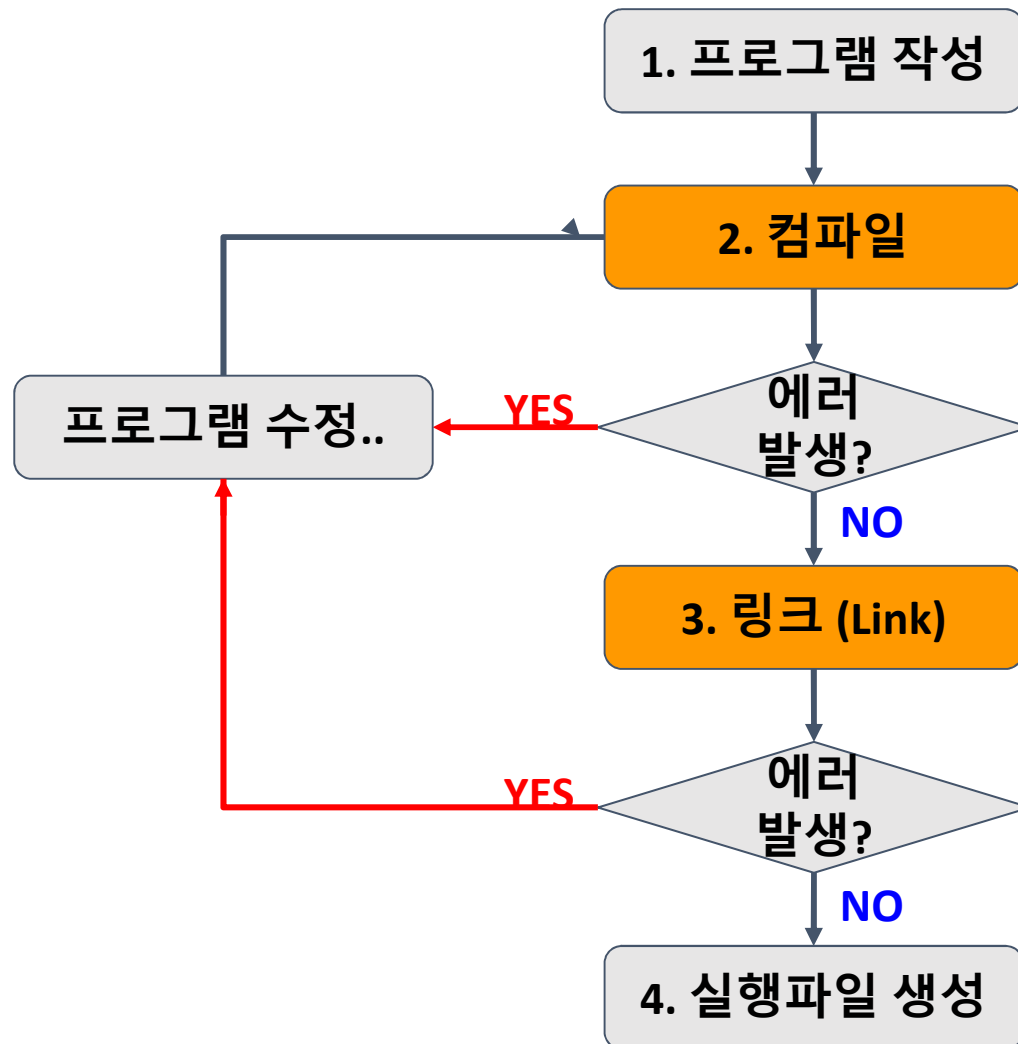 1. 프로그램 작성
2. 컴파일
에러
발생?
YES
프로그램 수정..
NO
3. 링크 (Link)
에러
발생?
YES
NO
4. 실행파일 생성